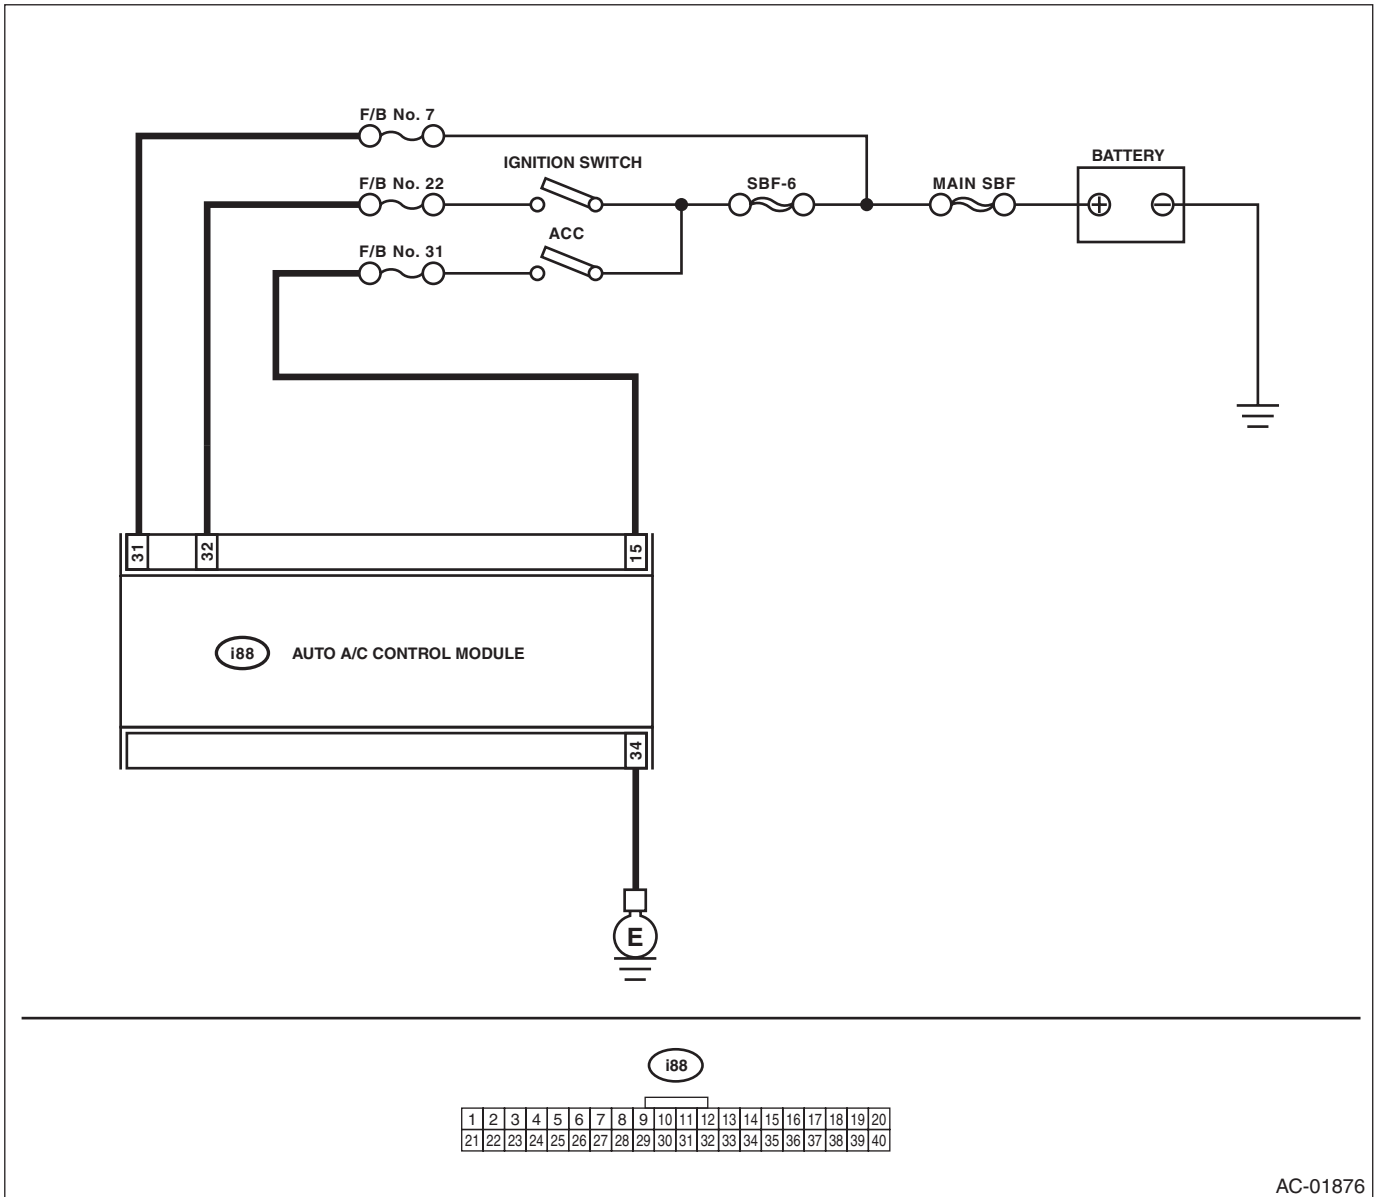 F/B No. 7
IGNITION SWITCH
BATTERY
F/B No. 22
SBF-6
MAIN SBF
ACC
F/B No. 31
31
32
15
i88 AUTO A/C CONTROL MODULE
34
E
i88
1 2 3 4 5 6 7 8 9 10 11 12 13 14 15 16 17 18 19 20
21 22 23 24 25 26 27 28 29 30 31 32 33 34 35 36 37 38 39 40
AC-01876